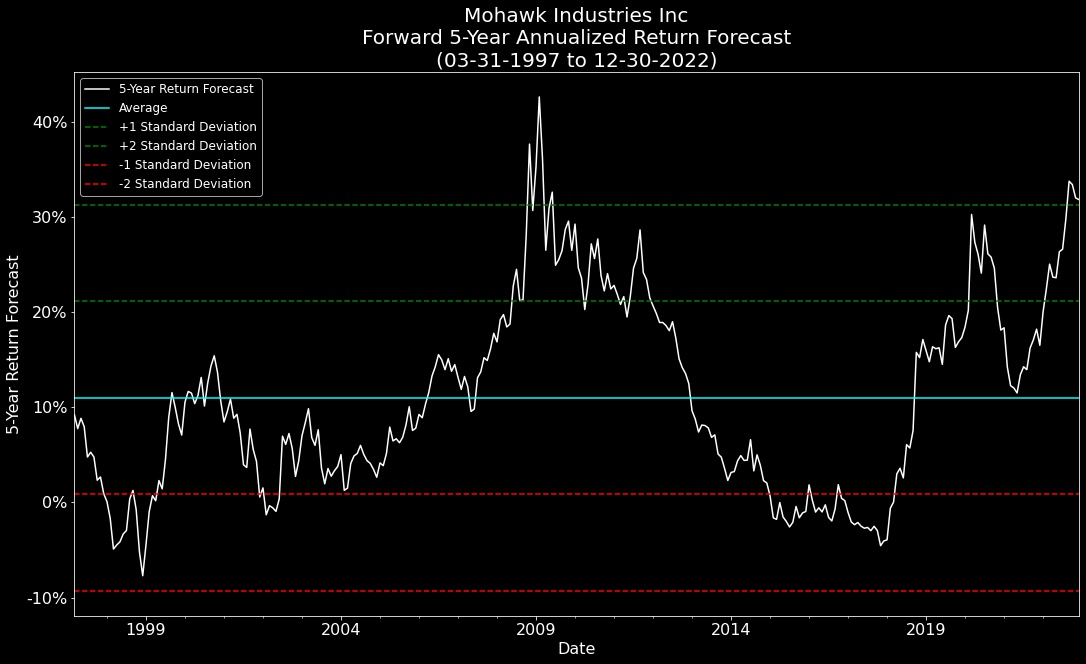 Mohawk Industries Inc
Forward 5-Year Annualized Return Forecast
(03-31-1997 to 12-30-2022)
5-Year Return Forecast
Average
+1 Standard Deviation
+2 Standard Deviation
-1 Standard Deviation
-2 Standard Deviation
5-Year Return Forecast
40%
30%
20%
10%
0%
-10%
1999 2004 2009 2014 2019
Date